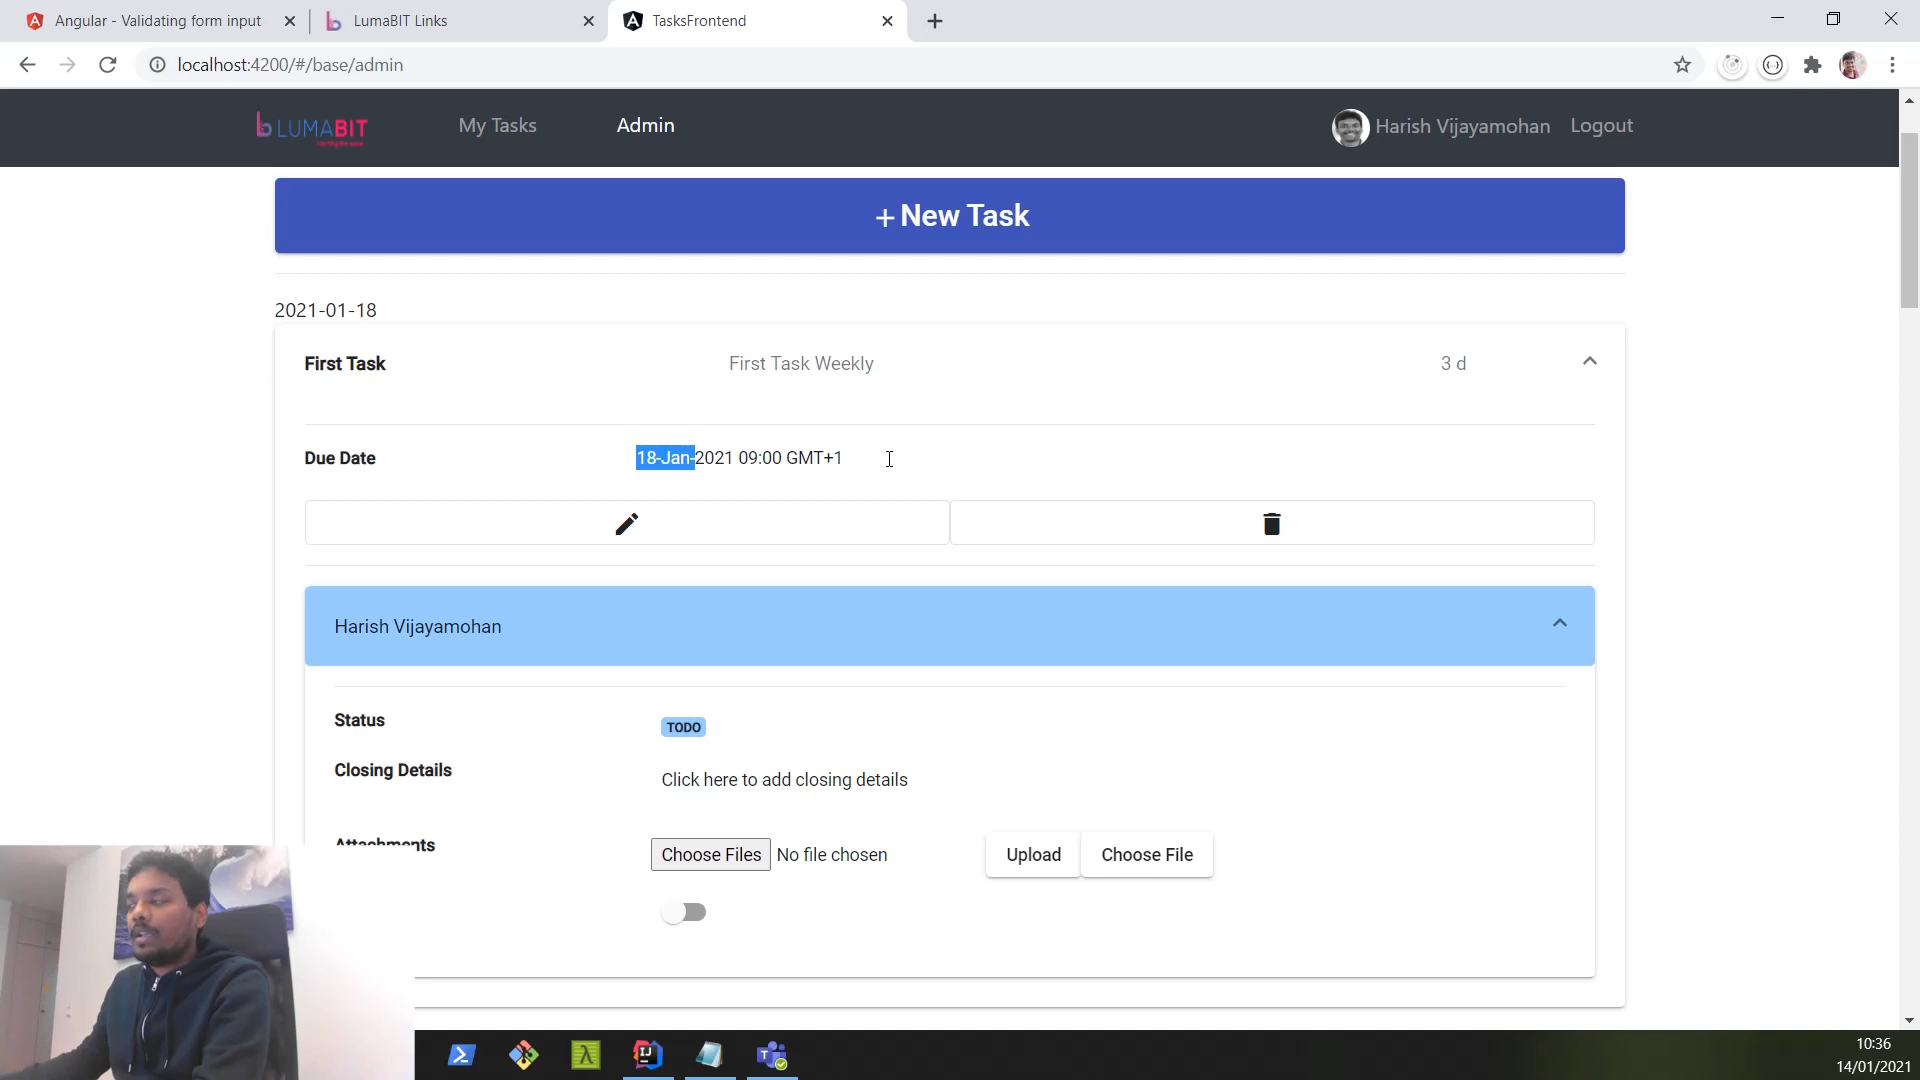 Angular - Validating form input
LumaBIT Links
TasksFrontend
localhost:4200/#/base/admin
LUMABIT
My Tasks
Admin
Harish Vijayamohan
Logout
+ New Task
2021-01-18
First Task
First Task Weekly
3 d
Due Date
18-Jan-2021 09:00 GMT+1
Harish Vijayamohan
Status
TODO
Closing Details
Click here to add closing details
Attachments
Choose Files
No file chosen
Upload
Choose File
10:36
14/01/2021